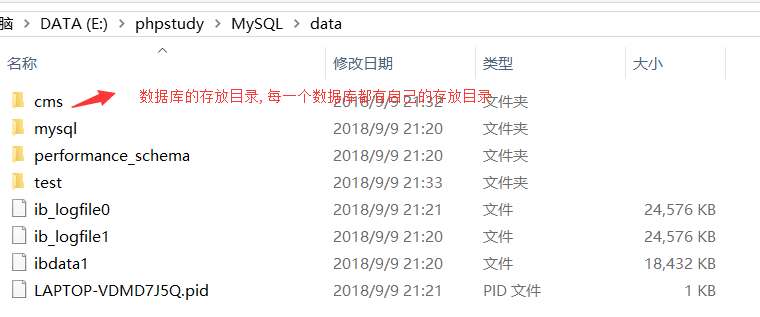 脑 > DATA (E:) > phpstudy > MySQL > data
名称 修改日期 类型 大小
cms 2018/9/9 21:32 文件夹
数据库的存放目录,每一个数据库都有自己的存放目录
mysql 2018/9/9 21:20 文件夹
performance_schema 2018/9/9 21:20 文件夹
test 2018/9/9 21:33 文件夹
ib_logfile0 2018/9/9 21:21 文件 24,576 KB
ib_logfile1 2018/9/9 21:20 文件 24,576 KB
ibdata1 2018/9/9 21:20 文件 18,432 KB
LAPTOP-VDMD7J5Q.pid 2018/9/9 21:21 PID 文件 1 KB